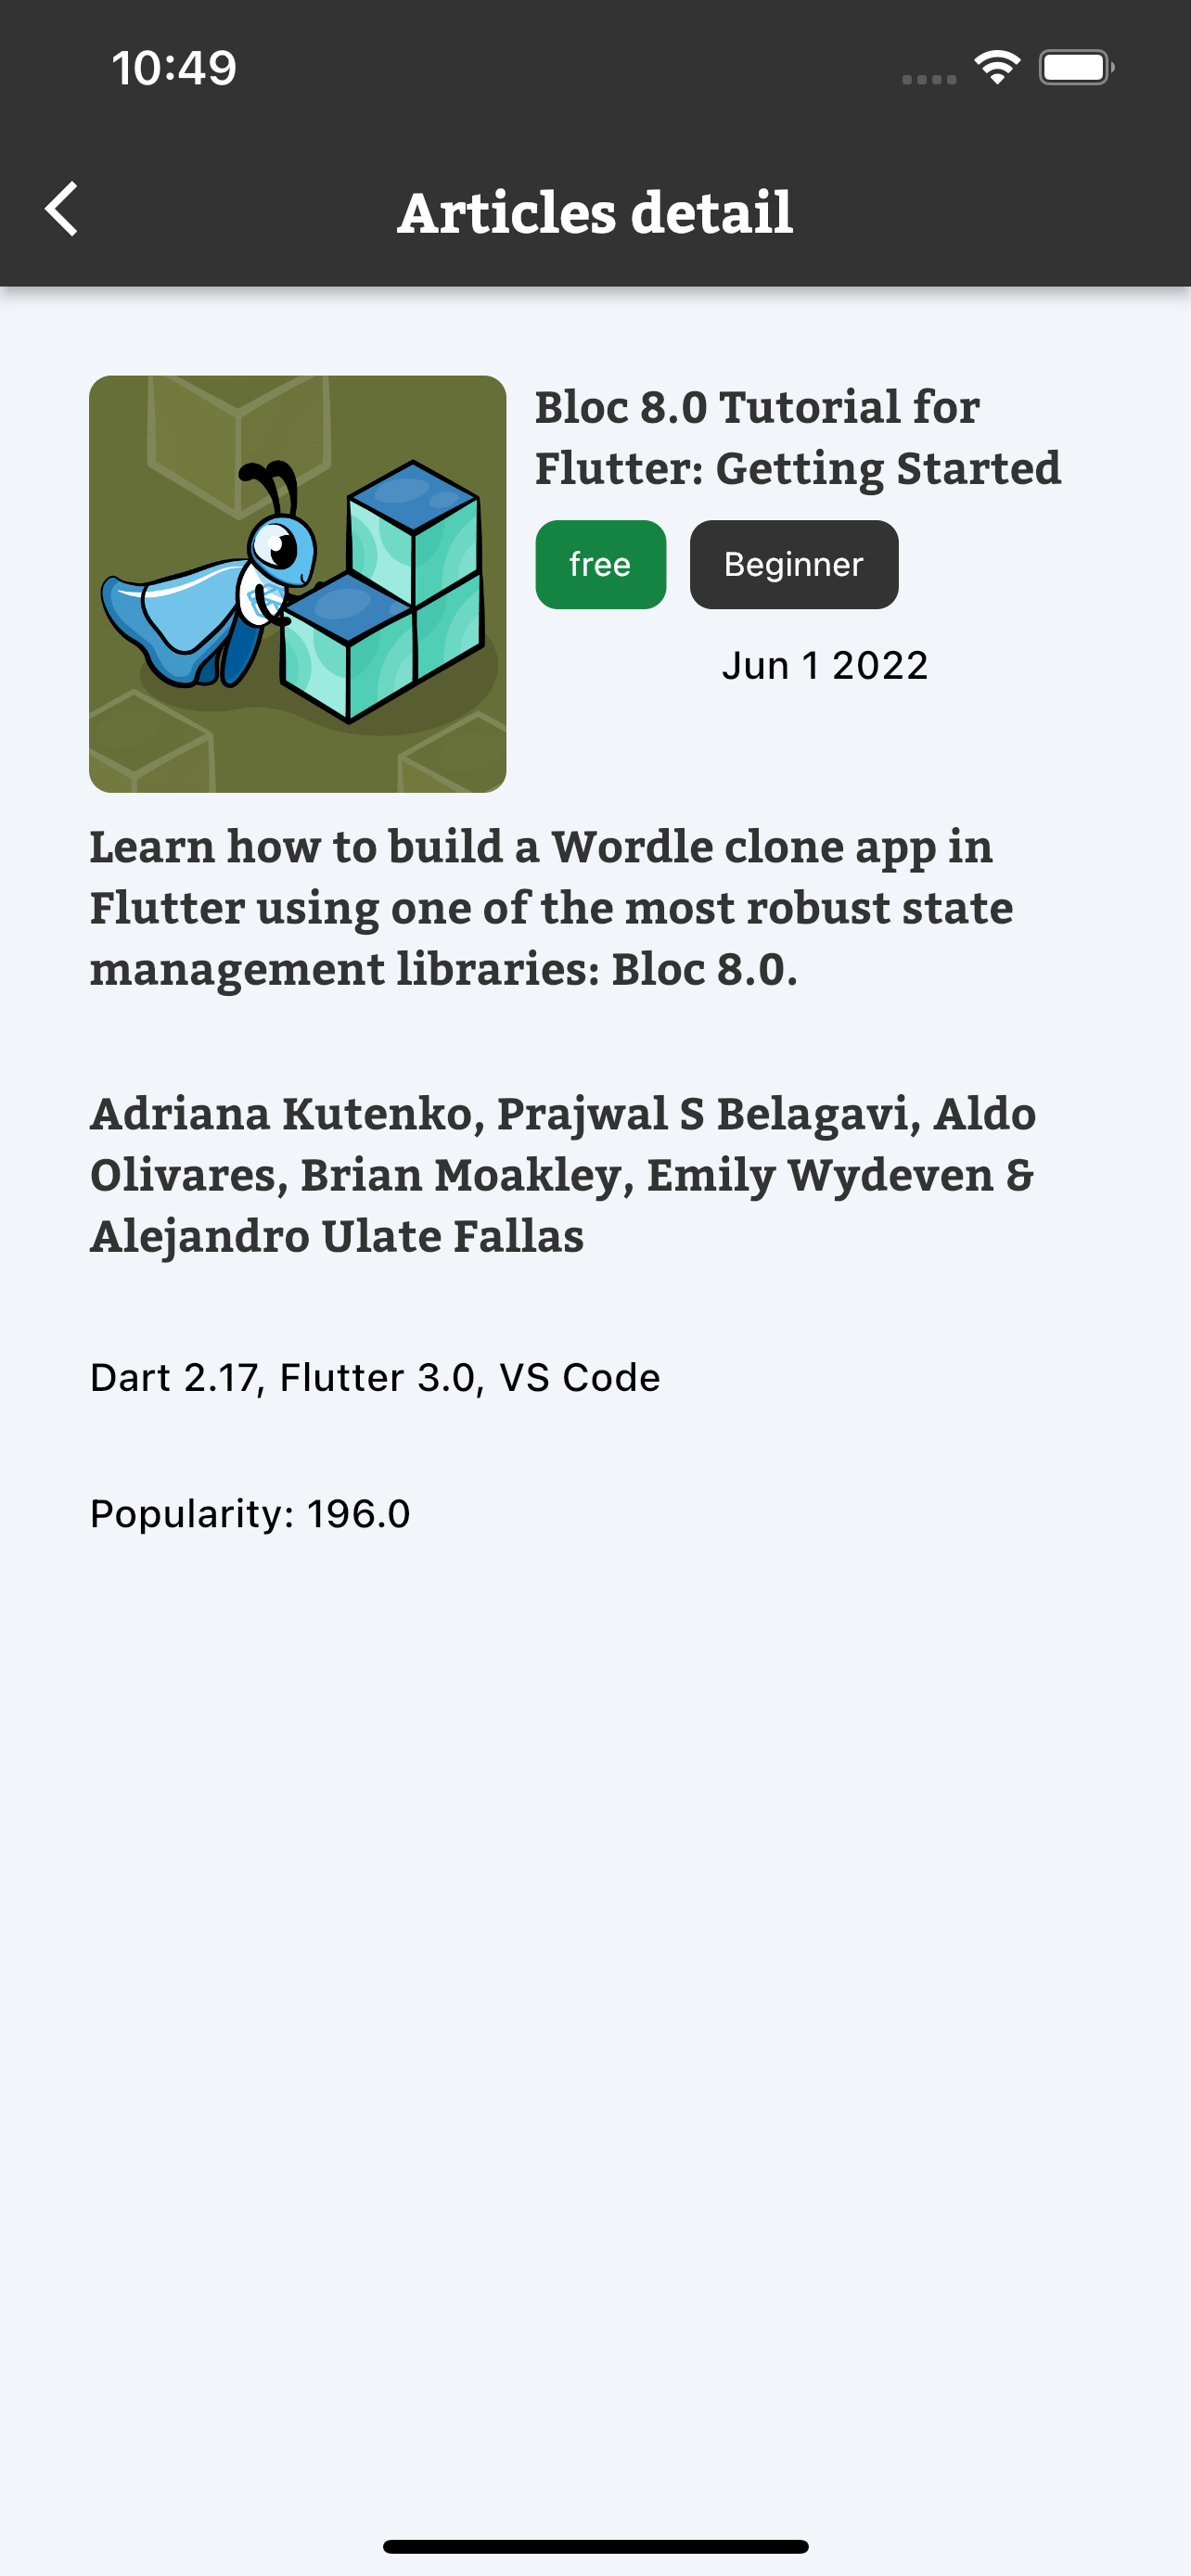 10:49
Articles detail
Bloc 8.0 Tutorial for
Flutter: Getting Started
free Beginner
Jun 1 2022
Learn how to build a Wordle clone app in
Flutter using one of the most robust state
management libraries: Bloc 8.0.
Adriana Kutenko, Prajwal S Belagavi, Aldo
Olivares, Brian Moakley, Emily Wydeven &
Alejandro Ulate Fallas
Dart 2.17, Flutter 3.0, VS Code
Popularity: 196.0